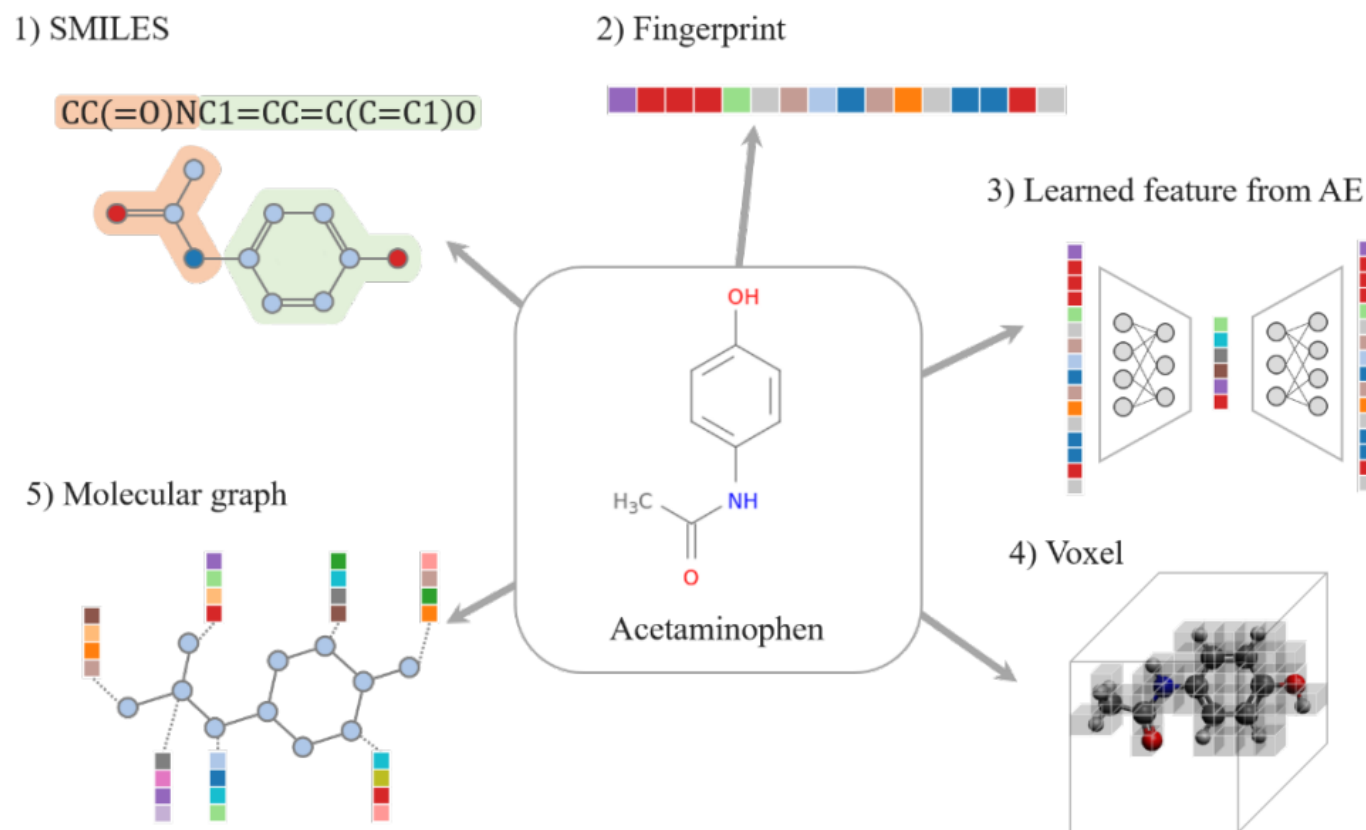 1) SMILES
CC(=O)NC1=CC=C(C=C1)O
2) Fingerprint
3) Learned feature from AE
OH
NH
H₃C
O
Acetaminophen
4) Voxel
5) Molecular graph